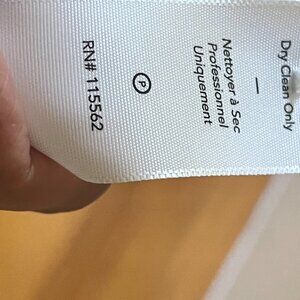 Dry Clean Only
—
Nettoyer à Sec
Professionnel
Uniquement
P
RN# 115562